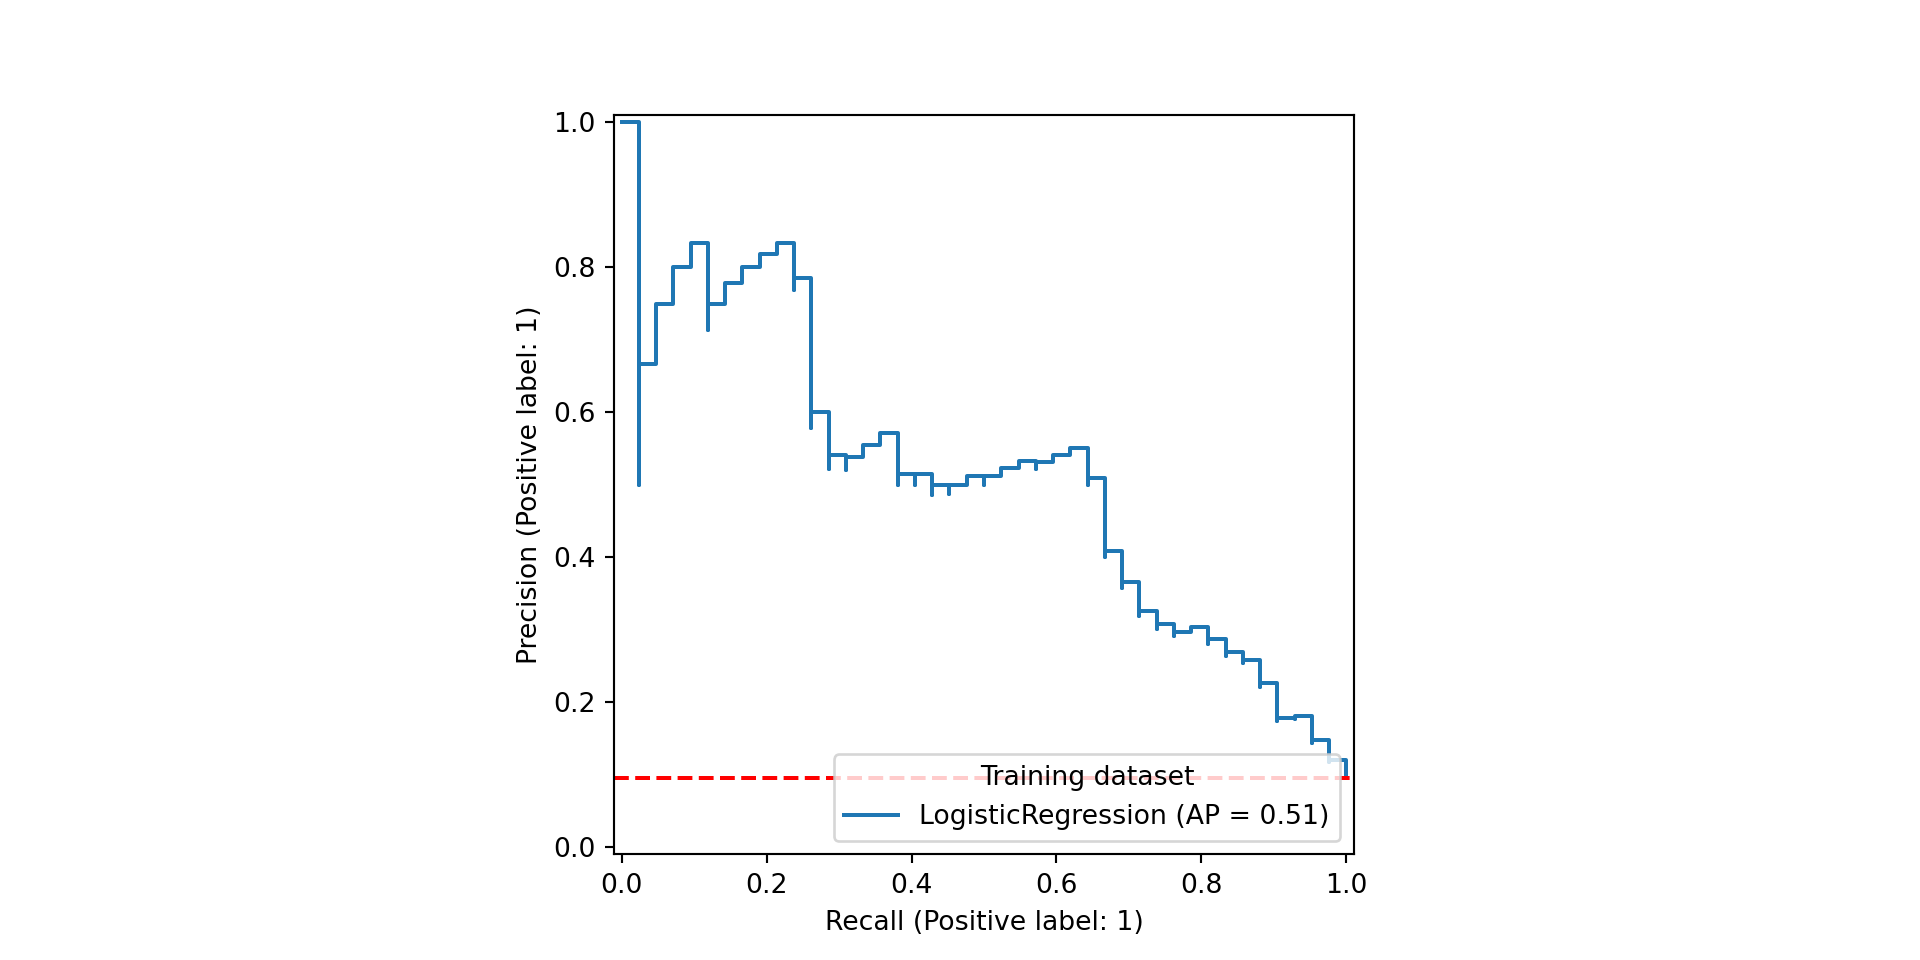 1.0
0.8
0.6
0.4
0.2
0.0
Precision (Positive label: 1)
Training dataset
LogisticRegression (AP = 0.51)
0.0 0.2 0.4 0.6 0.8 1.0
Recall (Positive label: 1)